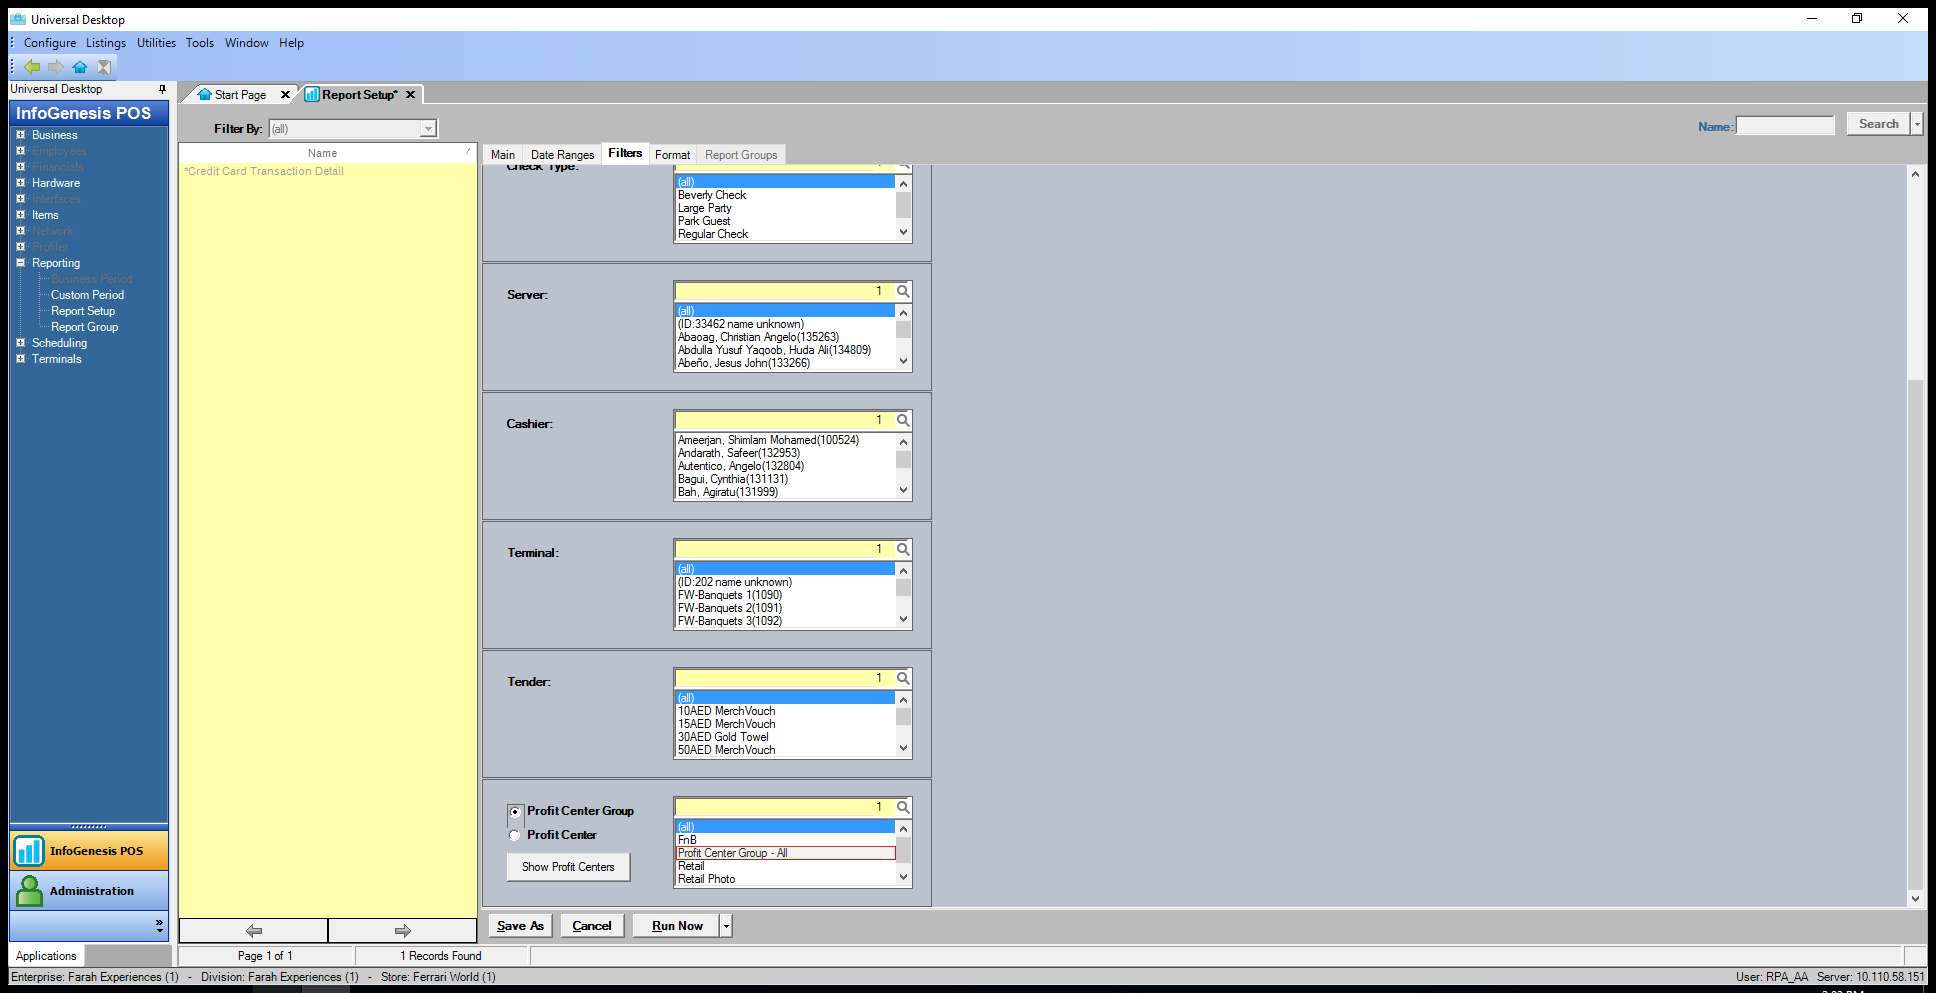 Universal Desktop
Configure Listings Utilities Tools Window Help
Universal Desktop
InfoGenesis POS
Business
Employees
Financials
Hardware
Interfaces
Items
Network
Profiler
Reporting
Business Period
Custom Period
Report Setup
Report Group
Scheduling
Terminals
InfoGenesis POS
Administration
Applications
Start Page
Report Setup*
Filter By: (all)
Name:
Search
Name
*Credit Card Transaction Detail
Main Date Ranges Filters Format Report Groups
Check Type:
(all)
Beverly Check
Large Party
Park Guest
Regular Check
Server:
1
(all)
(ID:33462 name unknown)
Abaoag, Christian Angelo(135263)
Abdulla Yusuf Yaqoob, Huda Ali(134809)
Abeño, Jesus John(133266)
Cashier:
1
Ameerjan, Shimlam Mohamed(100524)
Andarath, Safeer(132953)
Autentico, Angelo(132804)
Bagui, Cynthia(131131)
Bah, Agiratu(131999)
Terminal:
1
(all)
(ID:202 name unknown)
FW-Banquets 1(1090)
FW-Banquets 2(1091)
FW-Banquets 3(1092)
Tender:
1
(all)
10AED MerchVouch
15AED MerchVouch
30AED Gold Towel
50AED MerchVouch
Profit Center Group
Profit Center
Show Profit Centers
1
(all)
FnB
Profit Center Group - All
Retail
Retail Photo
Save As Cancel Run Now
Page 1 of 1
1 Records Found
Enterprise: Farah Experiences (1) - Division: Farah Experiences (1) - Store: Ferrari World (1)
User: RPA_AA Server: 10.110.58.151